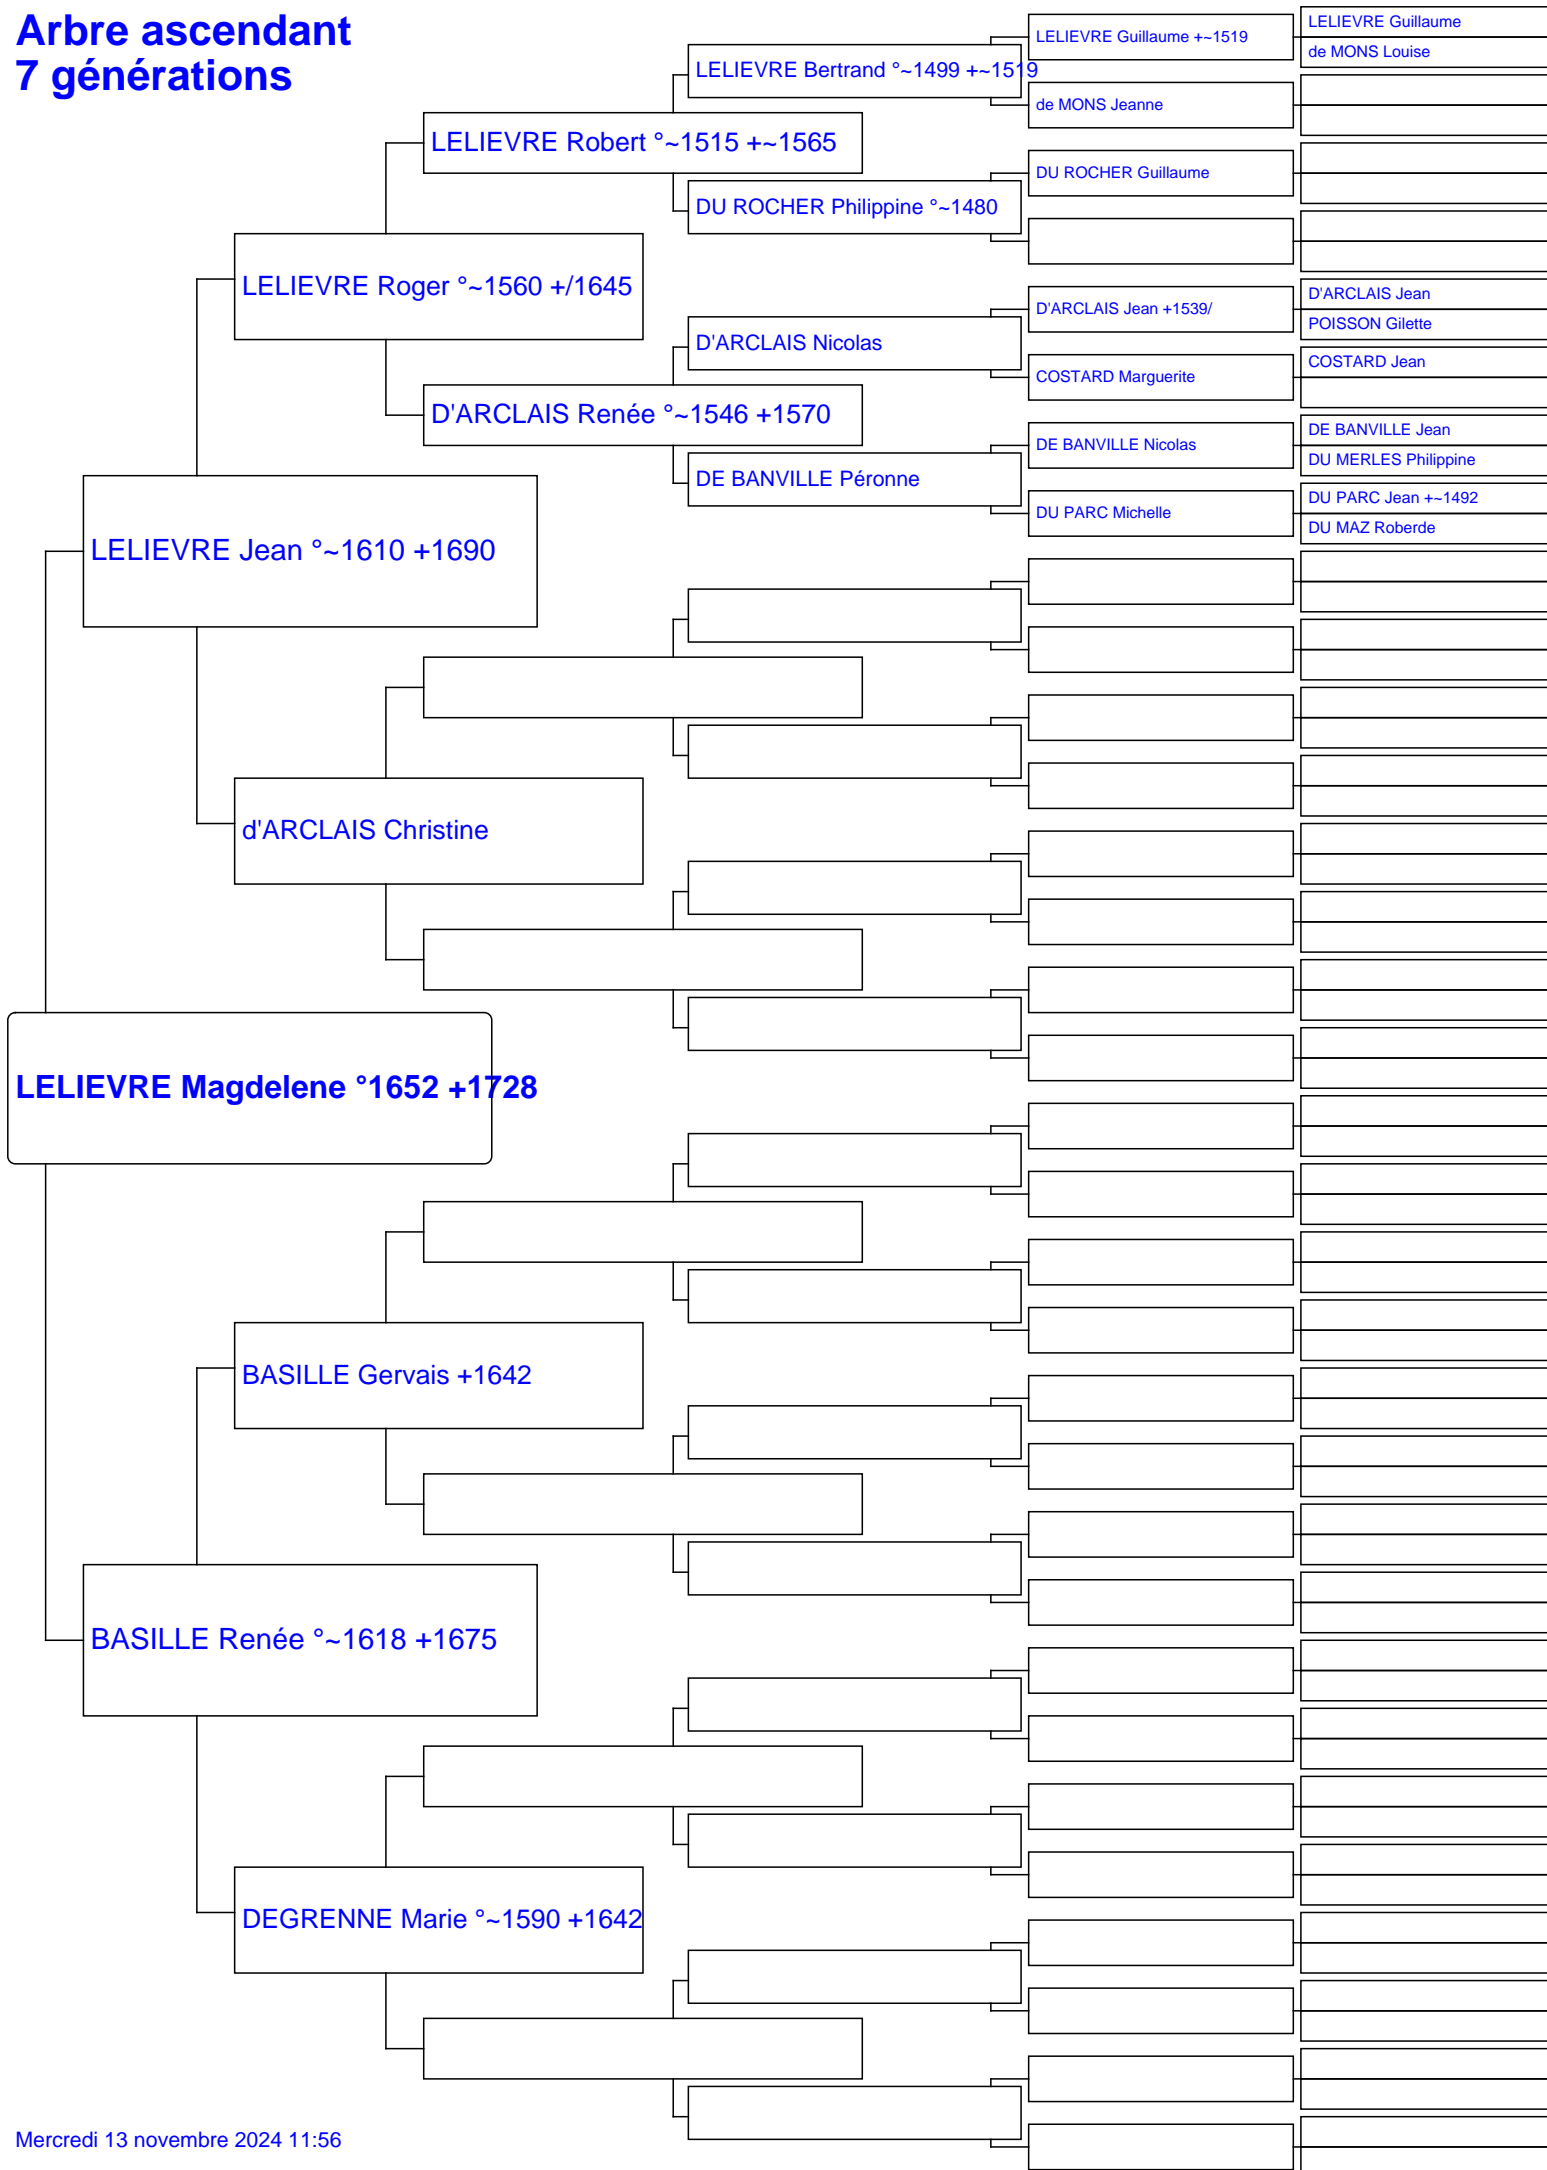 Arbre ascendant
7 générations
LELIEVRE Guillaume
LELIEVRE Guillaume +~1519
de MONS Louise
LELIEVRE Bertrand °~1499 +~1519
de MONS Jeanne
LELIEVRE Robert °~1515 +~1565
DU ROCHER Guillaume
DU ROCHER Philippine °~1480
LELIEVRE Roger °~1560 +/1645
D'ARCLAIS Jean
D'ARCLAIS Jean +1539/
POISSON Gilette
D'ARCLAIS Nicolas
COSTARD Jean
COSTARD Marguerite
D'ARCLAIS Renée °~1546 +1570
DE BANVILLE Jean
DE BANVILLE Nicolas
DU MERLES Philippine
DE BANVILLE Péronne
DU PARC Jean +~1492
DU PARC Michelle
DU MAZ Roberde
LELIEVRE Jean °~1610 +1690
d'ARCLAIS Christine
LELIEVRE Magdelene °1652 +1728
BASILLE Gervais +1642
BASILLE Renée °~1618 +1675
DEGRENNE Marie °~1590 +1642
Mercredi 13 novembre 2024 11:56